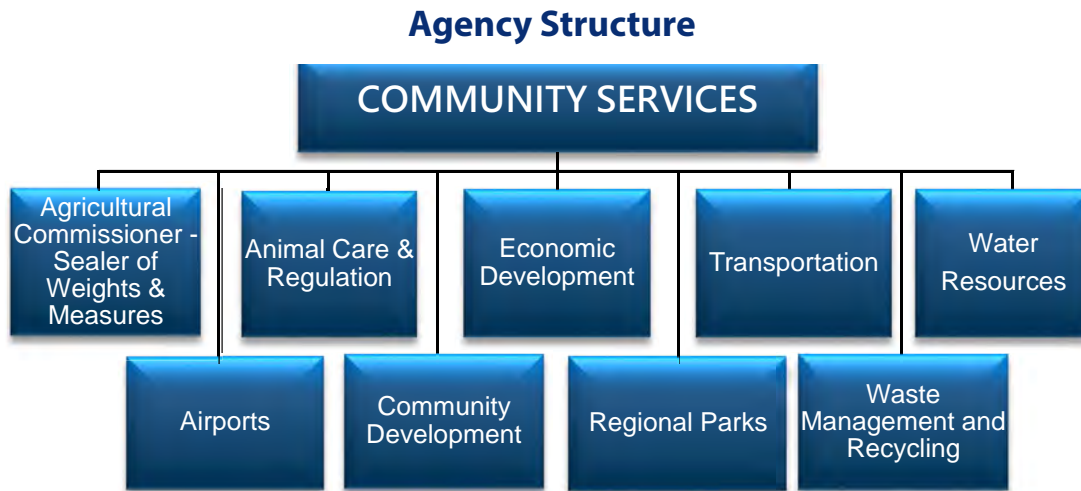 Agency Structure
COMMUNITY SERVICES
Agricultural
Commissioner -
Sealer of
Weights &
Measures
Animal Care &
Regulation
Economic
Development
Transportation
Water
Resources
Airports
Community
Development
Regional Parks
Waste
Management and
Recycling